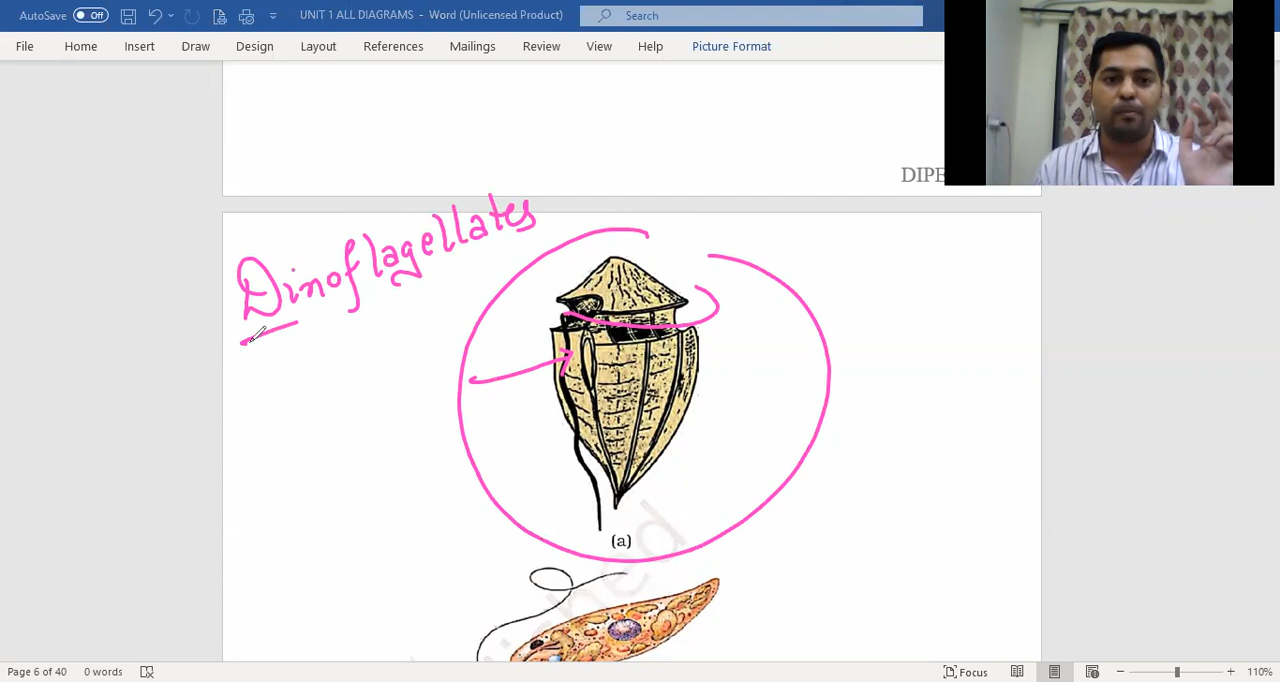 AutoSave Off
UNIT 1 ALL DIAGRAMS - Word (Unlicensed Product)
Search
File Home Insert Draw Design Layout References Mailings Review View Help Picture Format
DIPE
Dinoflagellates
(a)
Page 6 of 40 0 words
Focus
110%